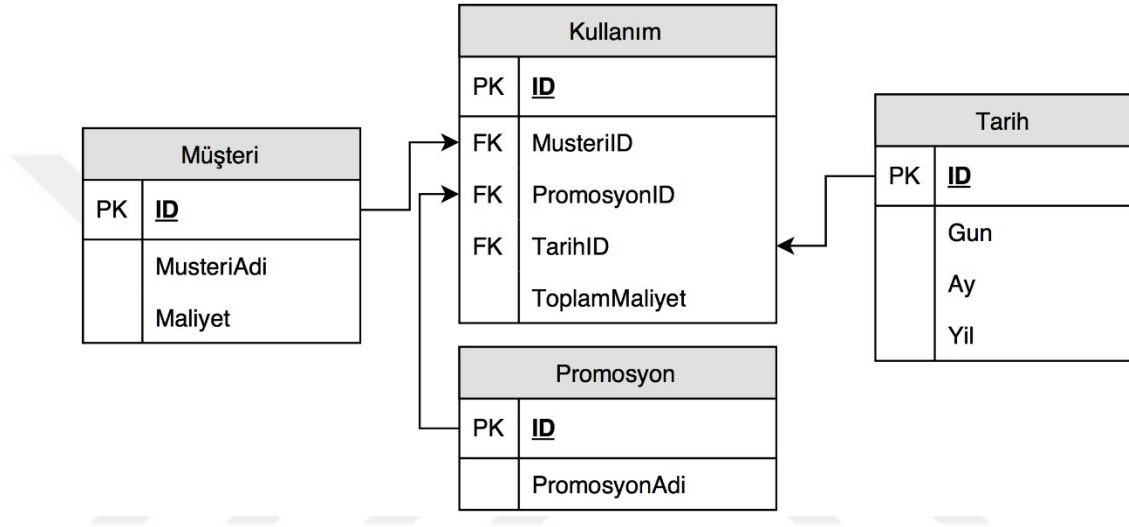 Kullanım
PK ID
FK MusteriID
FK PromosyonID
FK TarihID
ToplamMaliyet
Müşteri
PK ID
MusteriAdi
Maliyet
Tarih
PK ID
Gun
Ay
Yil
Promosyon
PK ID
PromosyonAdi